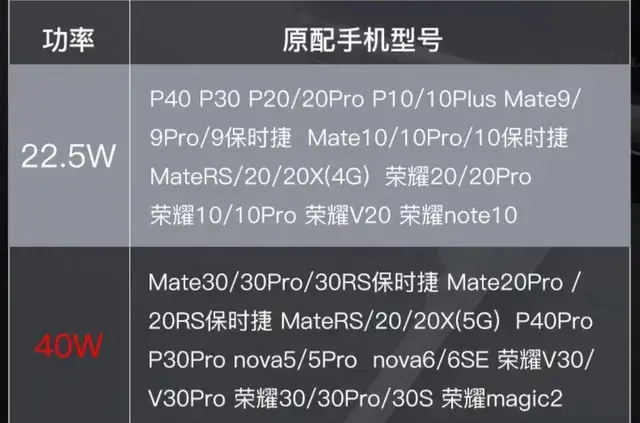 功率 原配手机型号
P40 P30 P20/20Pro P10/10Plus Mate9/
9Pro/9保时捷 Mate10/10Pro/10保时捷
22.5W
MateRS/20/20X(4G) 荣耀20/20Pro
荣耀10/10Pro 荣耀V20 荣耀note10
Mate30/30Pro/30RS保时捷 Mate20Pro /
20RS保时捷 MateRS/20/20X(5G) P40Pro
40W
P30Pro nova5/5Pro nova6/6SE 荣耀V30/
V30Pro 荣耀30/30Pro/30S 荣耀magic2